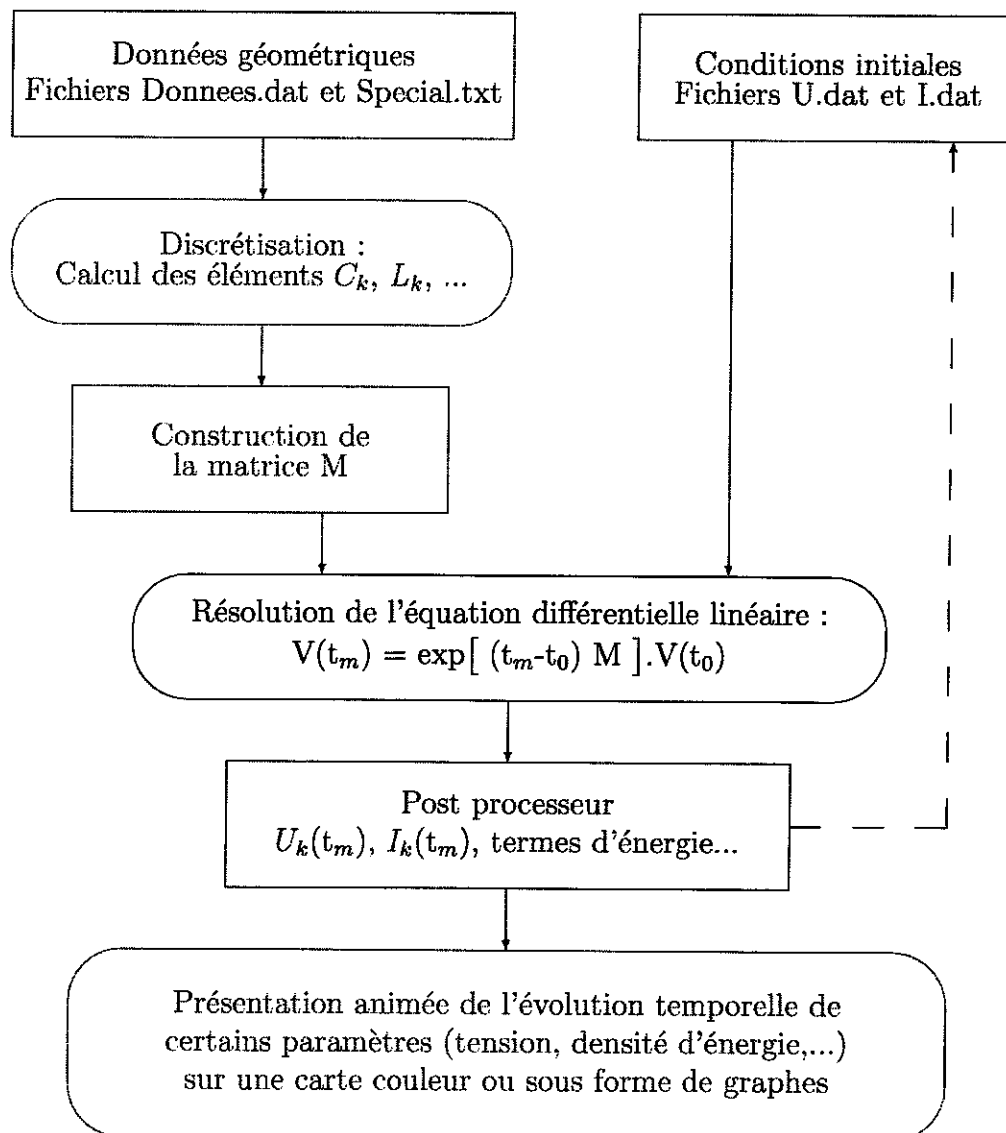 Données géométriques
Fichiers Donnees.dat et Special.txt
Conditions initiales
Fichiers U.dat et I.dat
Discrétisation :
Calcul des éléments C_k, L_k, ...
Construction de
la matrice M
Résolution de l'équation différentielle linéaire :
V(t_m) = exp[ (t_m-t_0) M ].V(t_0)
Post processeur
U_k(t_m), I_k(t_m), termes d'énergie...
Présentation animée de l'évolution temporelle de
certains paramètres (tension, densité d'énergie,...)
sur une carte couleur ou sous forme de graphes